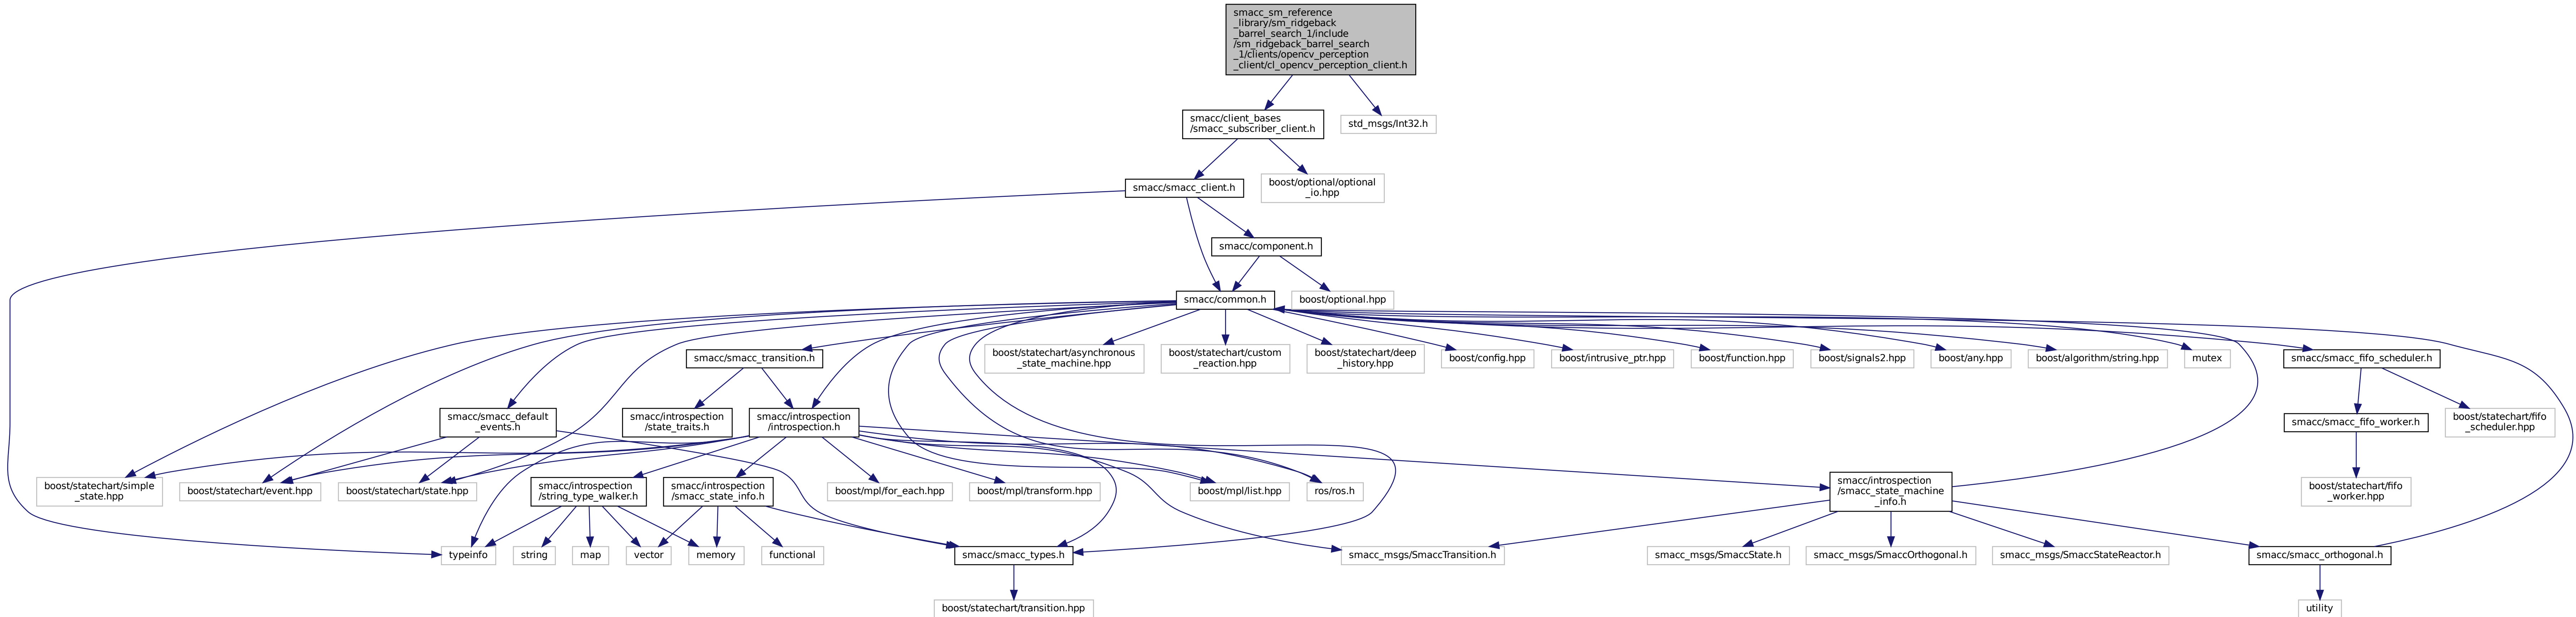 smacc_sm_reference
_library/sm_ridgeback
_barrel_search_1/include
/sm_ridgeback_barrel_search
_1/clients/opencv_perception
_client/cl_opencv_perception_client.h
smacc/client_bases
/smacc_subscriber_client.h
std_msgs/Int32.h
smacc/smacc_client.h
boost/optional/optional
_io.hpp
smacc/component.h
smacc/common.h
boost/optional.hpp
smacc/smacc_transition.h
boost/statechart/asynchronous
_state_machine.hpp
boost/statechart/custom
_reaction.hpp
boost/statechart/deep
_history.hpp
boost/config.hpp
boost/intrusive_ptr.hpp
boost/function.hpp
boost/signals2.hpp
boost/any.hpp
boost/algorithm/string.hpp
mutex
smacc/smacc_fifo_scheduler.h
smacc/smacc_default
_events.h
smacc/introspection
/state_traits.h
smacc/introspection
/introspection.h
smacc/smacc_fifo_worker.h
boost/statechart/fifo
_scheduler.hpp
boost/statechart/simple
_state.hpp
boost/statechart/event.hpp
boost/statechart/state.hpp
smacc/introspection
/string_type_walker.h
smacc/introspection
/smacc_state_info.h
boost/mpl/for_each.hpp
boost/mpl/transform.hpp
boost/mpl/list.hpp
ros/ros.h
smacc/introspection
/smacc_state_machine
_info.h
boost/statechart/fifo
_worker.hpp
typeinfo
string
map
vector
memory
functional
smacc/smacc_types.h
smacc_msgs/SmaccTransition.h
smacc_msgs/SmaccState.h
smacc_msgs/SmaccOrthogonal.h
smacc_msgs/SmaccStateReactor.h
smacc/smacc_orthogonal.h
boost/statechart/transition.hpp
utility